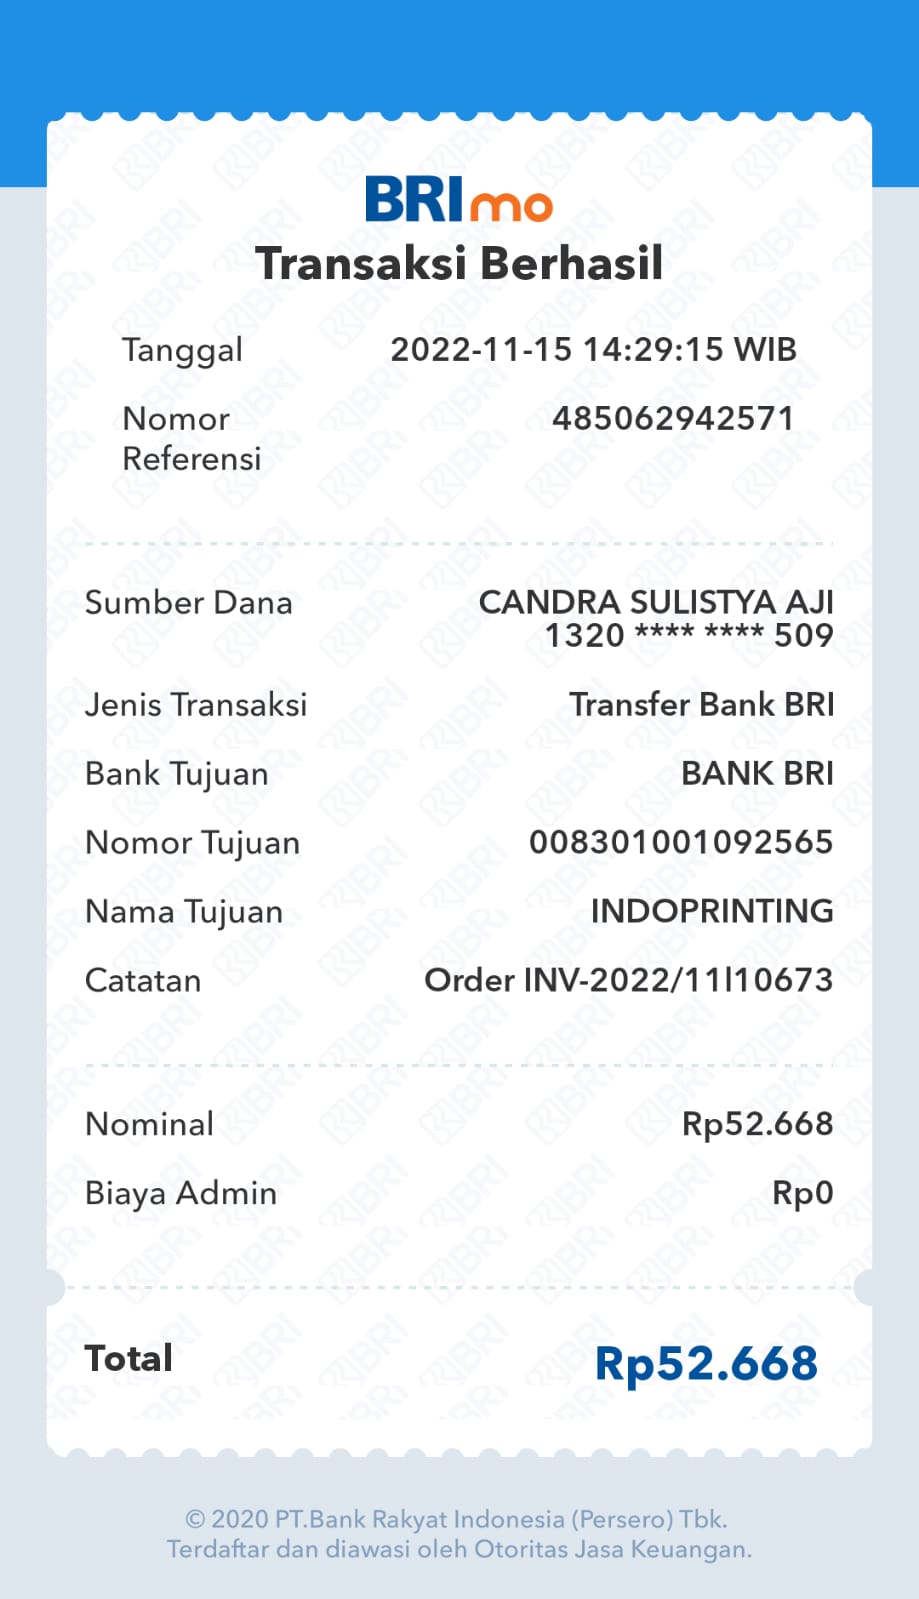 BRImo
Transaksi Berhasil
Tanggal 2022-11-15 14:29:15 WIB
Nomor Referensi 485062942571
Sumber Dana CANDRA SULISTYA AJI
1320 **** **** 509
Jenis Transaksi Transfer Bank BRI
Bank Tujuan BANK BRI
Nomor Tujuan 008301001092565
Nama Tujuan INDOPRINTING
Catatan Order INV-2022/11l10673
Nominal Rp52.668
Biaya Admin Rp0
Total Rp52.668
© 2020 PT.Bank Rakyat Indonesia (Persero) Tbk.
Terdaftar dan diawasi oleh Otoritas Jasa Keuangan.